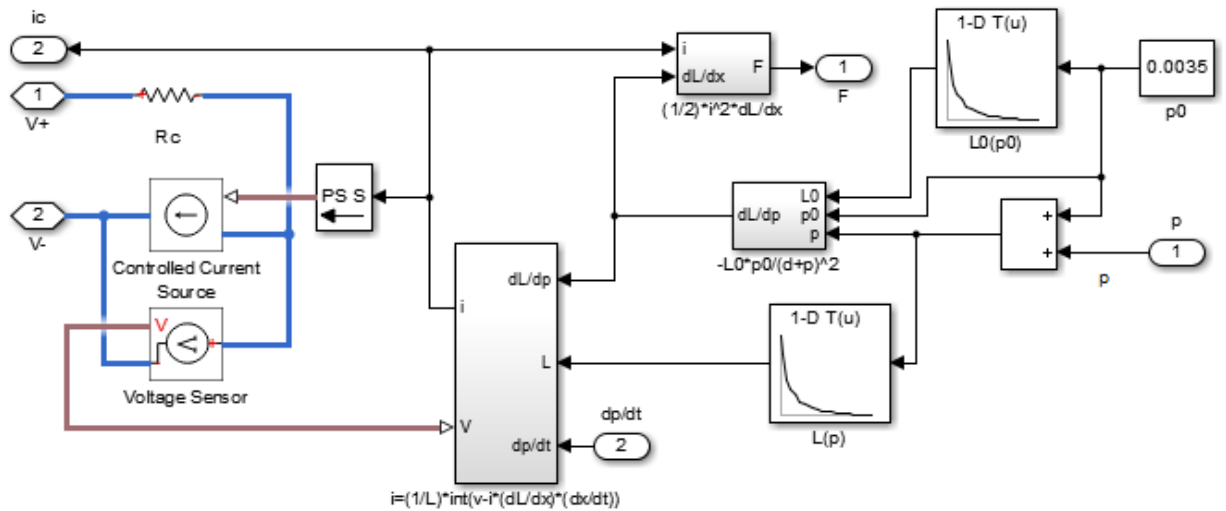 ic
2
1
V+
Rc
2
V-
PS S
Controlled Current
Source
V
V
Voltage Sensor
i
dL/dx
F
(1/2)*i^2*dL/dx
1
F
1-D T(u)
L0(p0)
0.0035
p0
L0
p0
p
dL/dp
-L0*p0/(d+p)^2
+
+
p
1
p
dL/dp
i
L
V
dp/dt
i=(1/L)*int(v-i*(dL/dx)*(dx/dt))
dp/dt
2
1-D T(u)
L(p)